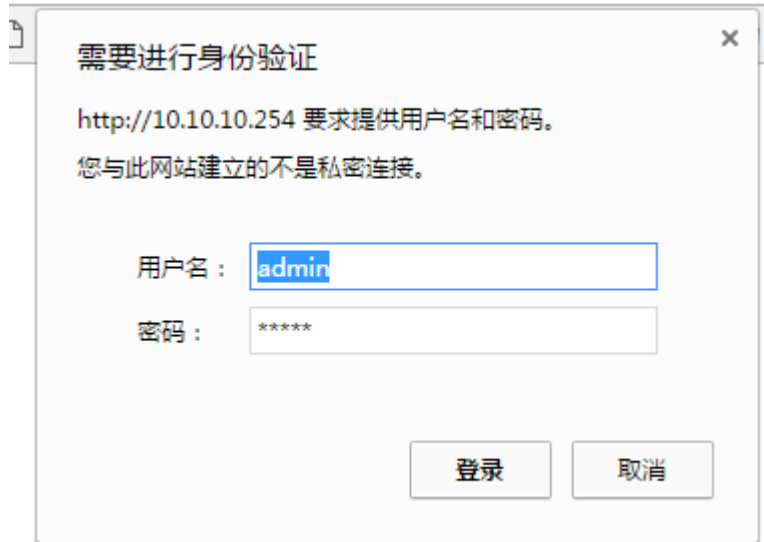 需要进行身份验证
http://10.10.10.254 要求提供用户名和密码。
您与此网站建立的不是私密连接。
用户名： admin
密码： *****
登录 取消